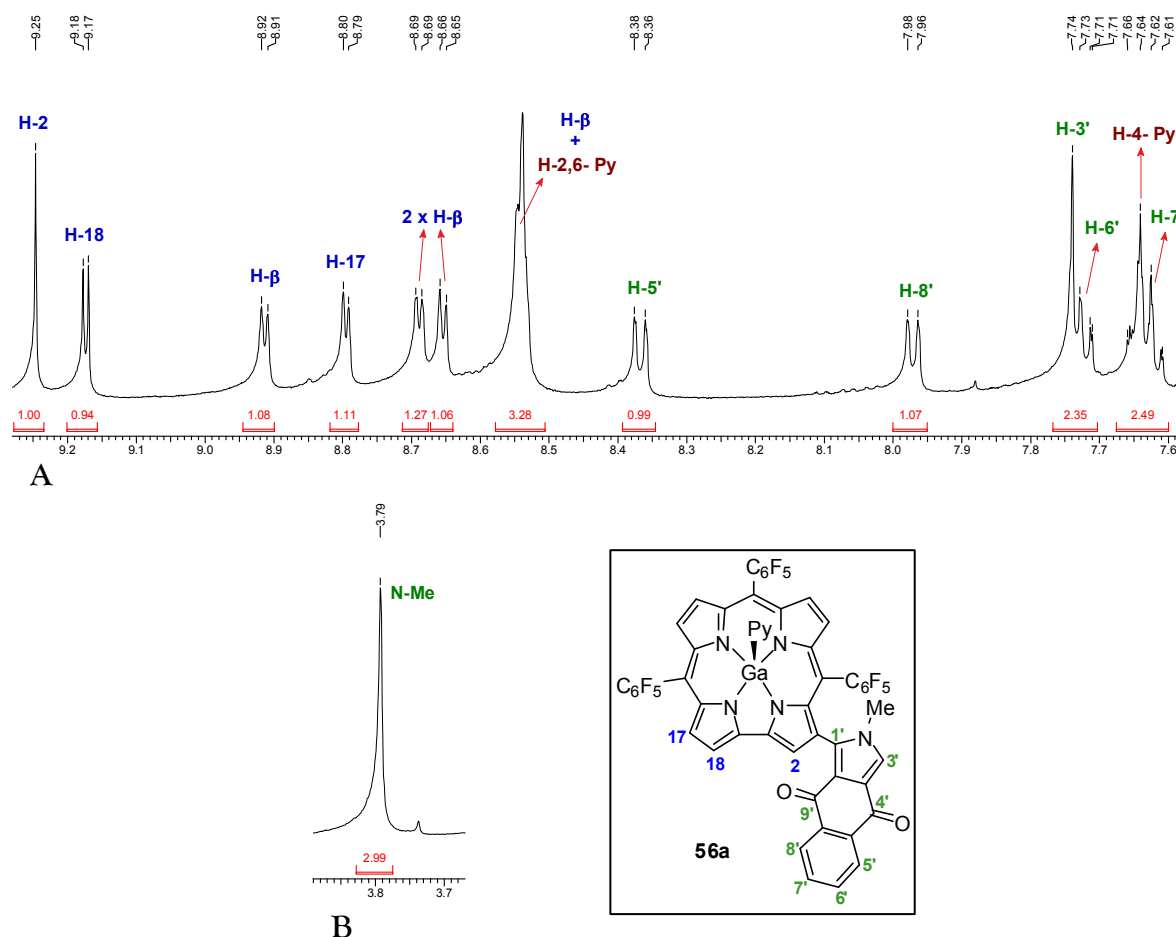 9.25 9.18 9.17 8.92 8.91 8.80 8.79 8.69 8.69 8.66 8.65 8.38 8.36 7.98 7.96 7.74 7.73 7.71 7.71 7.66 7.64 7.62 7.61
H-2
H-18
H-β
H-17
2 x H-β
H-β
+
H-2,6- Py
H-5'
H-8'
H-3'
H-6'
H-4- Py
H-7
1.00 0.94 1.08 1.11 1.27 1.06 3.28 0.99 1.07 2.35 2.49
9.2 9.1 9.0 8.9 8.8 8.7 8.6 8.5 8.4 8.3 8.2 8.1 8.0 7.9 7.8 7.7 7.6
A
3.79
N-Me
2.99
3.8 3.7
B
C6F5
Py
N N
Ga
C6F5 C6F5
N N
Me
17 18 2 1' N 3'
O 9' 4' O
56a
8' 5'
7' 6'